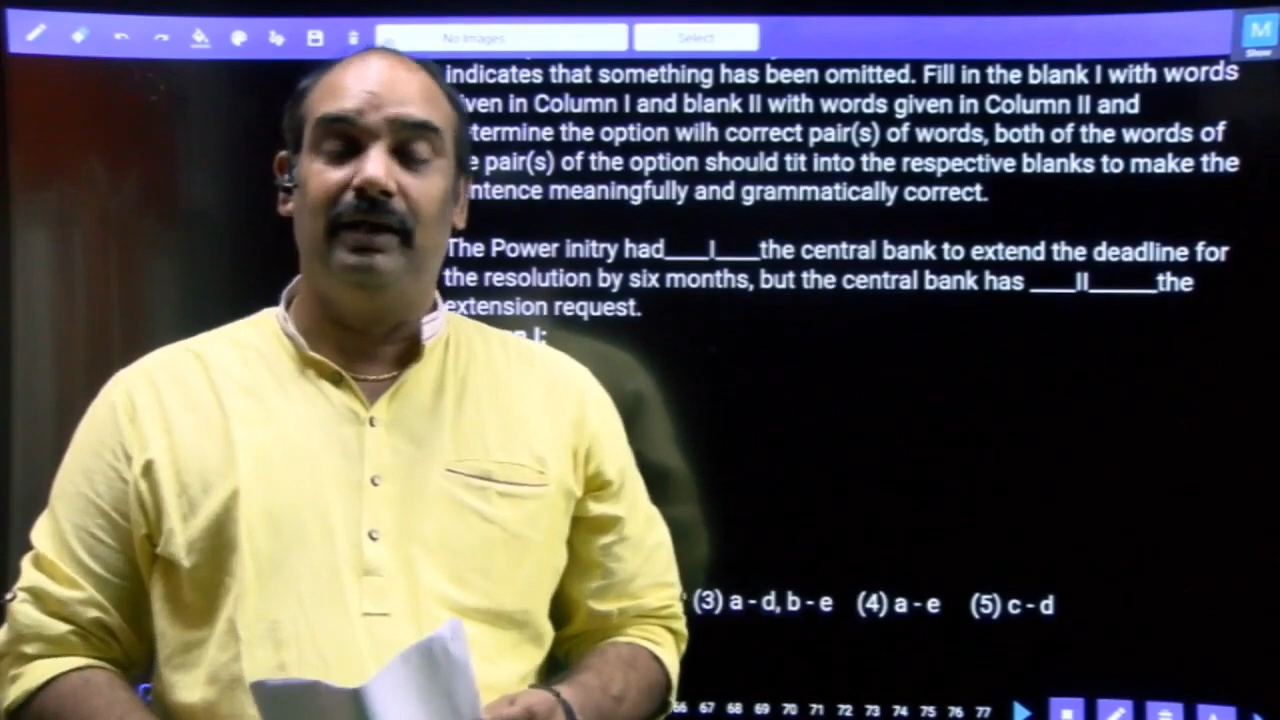 No Images
Select
M
Show
indicates that something has been omitted. Fill in the blank I with words
iven in Column I and blank II with words given in Column II and
termine the option wilh correct pair(s) of words, both of the words of
e pair(s) of the option should tit into the respective blanks to make the
ntence meaningfully and grammatically correct.
The Power initry had___I___the central bank to extend the deadline for
the resolution by six months, but the central bank has ___II_____the
extension request.
I:
(3) a - d, b - e (4) a - e (5) c - d
66 67 68 69 70 71 72 73 74 75 76 77